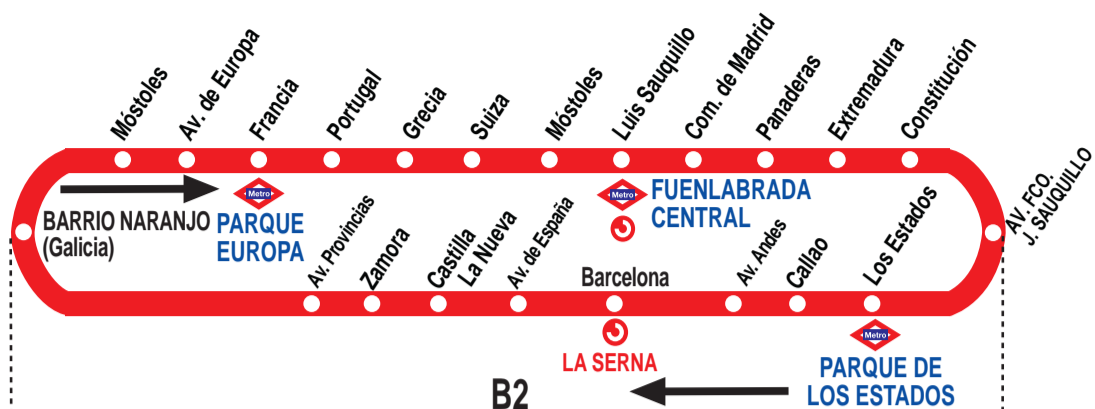 Móstoles
Av. de Europa
Francia
Portugal
Grecia
Suiza
Móstoles
Luis Sauquillo
Com. de Madrid
Panaderas
Extremadura
Constitución
BARRIO NARANJO
(Galicia)
Metro
PARQUE
EUROPA
Metro
FUENLABRADA
CENTRAL
AV. FCO.
J. SAUQUILLO
Av. Provincias
Zamora
Castilla
La Nueva
Av. de España
Barcelona
Av. Andes
Callao
Los Estados
LA SERNA
Metro
PARQUE DE
LOS ESTADOS
B2